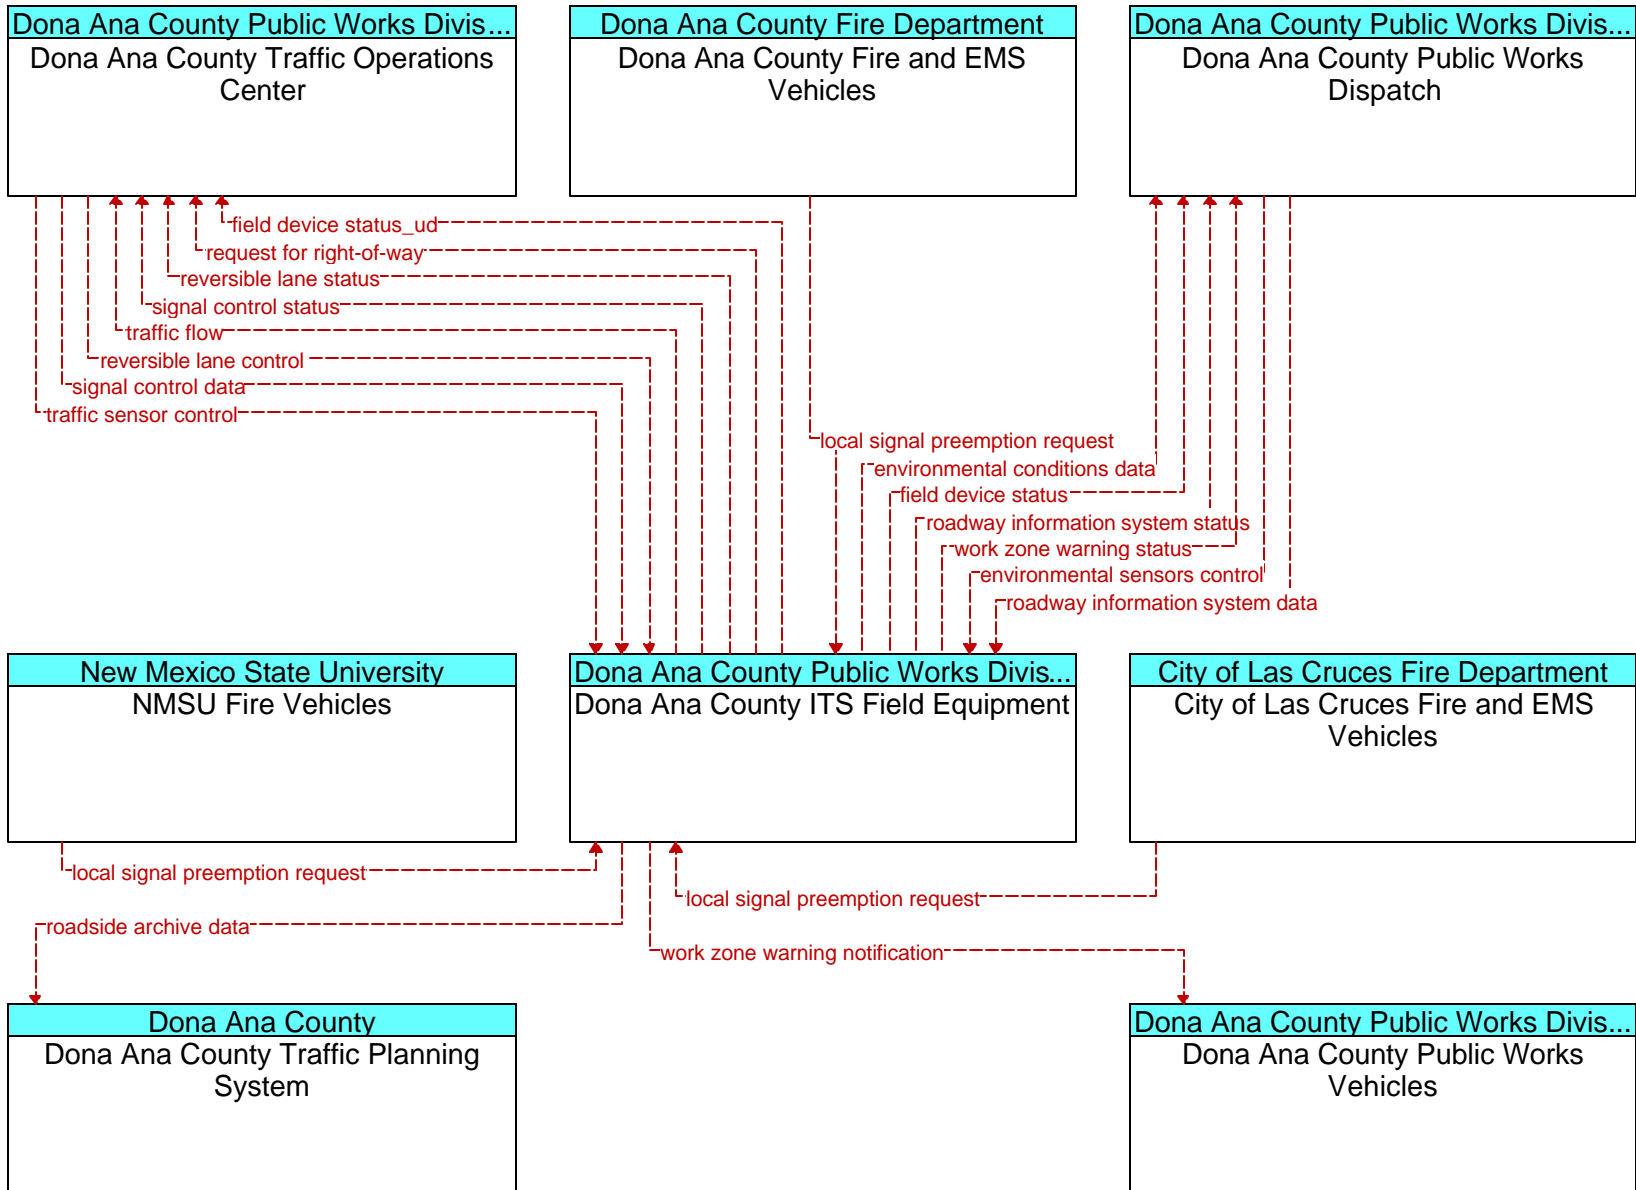 Dona Ana County Public Works Divis...
Dona Ana County Traffic Operations
Center
Dona Ana County Fire Department
Dona Ana County Fire and EMS
Vehicles
Dona Ana County Public Works Divis...
Dona Ana County Public Works
Dispatch
field device status_ud
request for right-of-way
reversible lane status
signal control status
traffic flow
reversible lane control
signal control data
traffic sensor control
local signal preemption request
environmental conditions data
field device status
roadway information system status
work zone warning status
environmental sensors control
roadway information system data
New Mexico State University
NMSU Fire Vehicles
Dona Ana County Public Works Divis...
Dona Ana County ITS Field Equipment
City of Las Cruces Fire Department
City of Las Cruces Fire and EMS
Vehicles
local signal preemption request
local signal preemption request
roadside archive data
work zone warning notification
Dona Ana County
Dona Ana County Traffic Planning
System
Dona Ana County Public Works Divis...
Dona Ana County Public Works
Vehicles